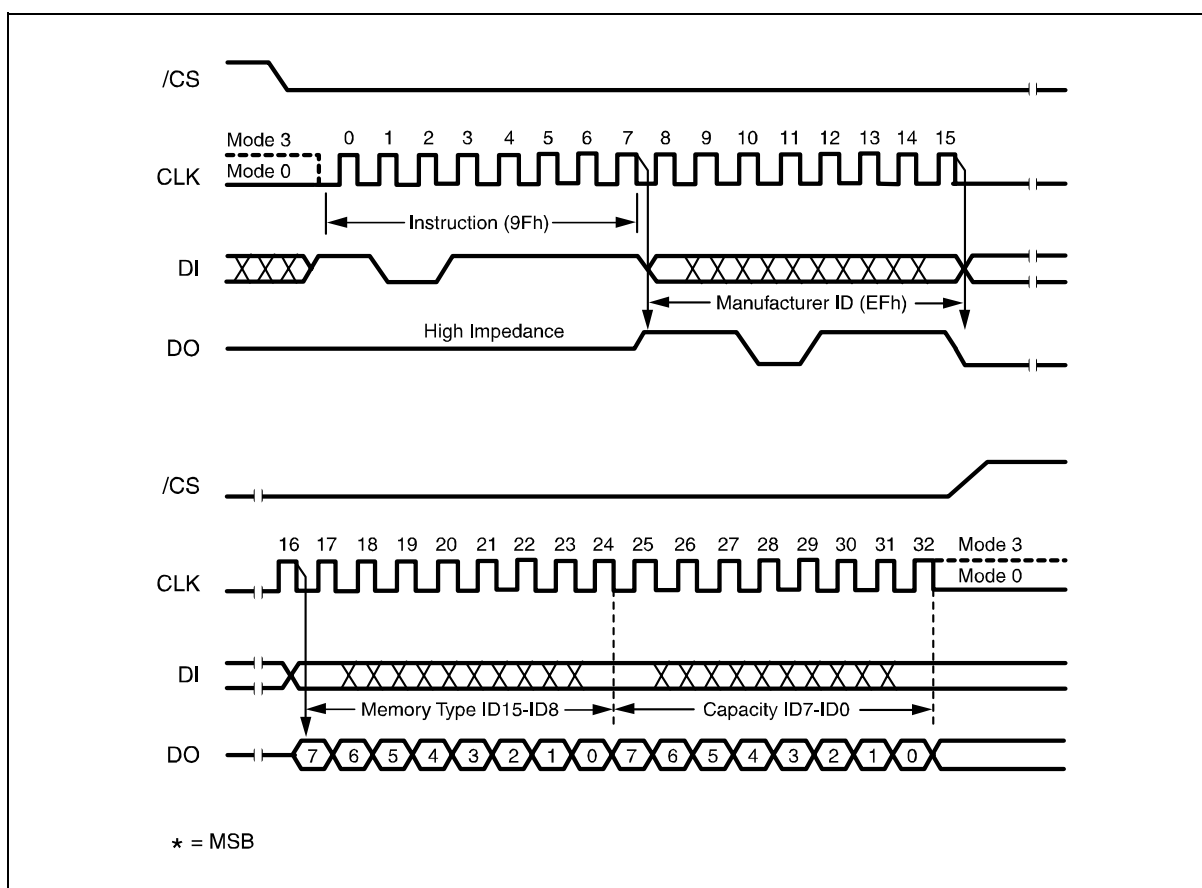 /CS
Mode 3
0 1 2 3 4 5 6 7 8 9 10 11 12 13 14 15
CLK
Mode 0
Instruction (9Fh)
DI
Manufacturer ID (EFh)
High Impedance
DO
/CS
16 17 18 19 20 21 22 23 24 25 26 27 28 29 30 31 32
Mode 3
CLK
Mode 0
DI
Memory Type ID15-ID8
Capacity ID7-ID0
DO
7 6 5 4 3 2 1 0 7 6 5 4 3 2 1 0
* = MSB